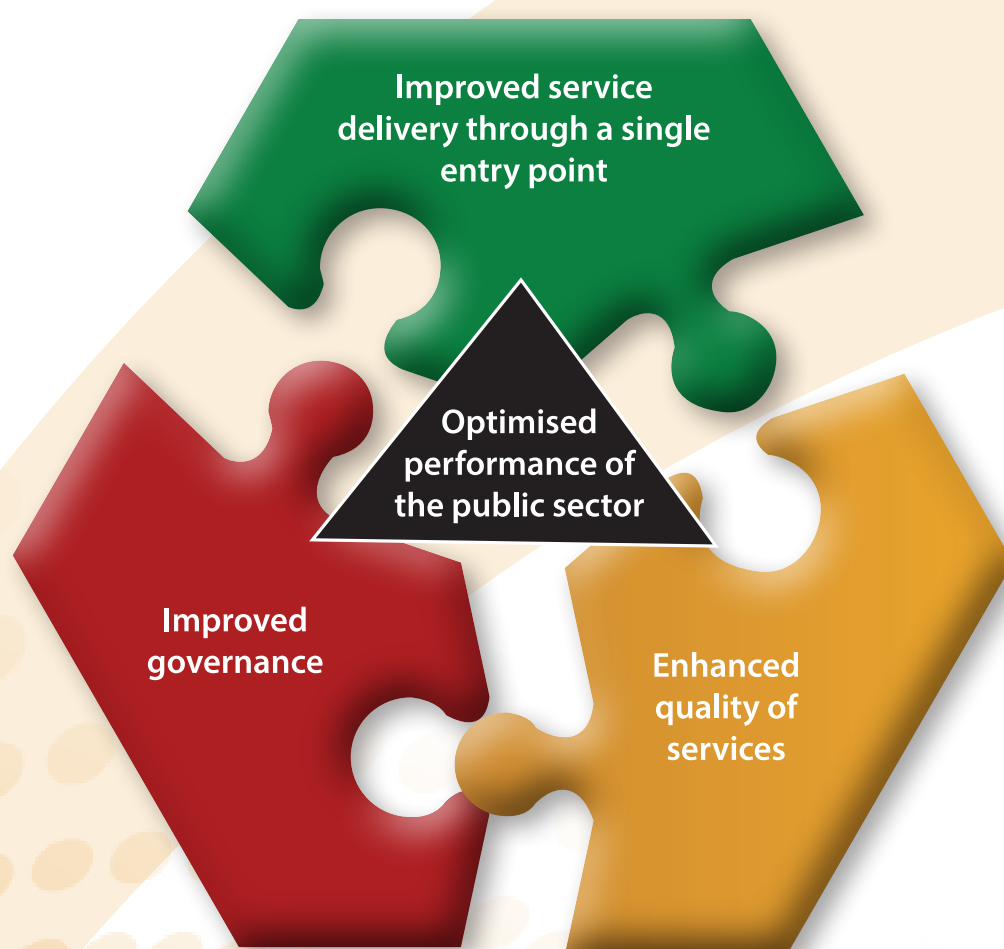 Improved service
delivery through a single
entry point
Optimised
performance of
the public sector
Improved
governance
Enhanced
quality of
services